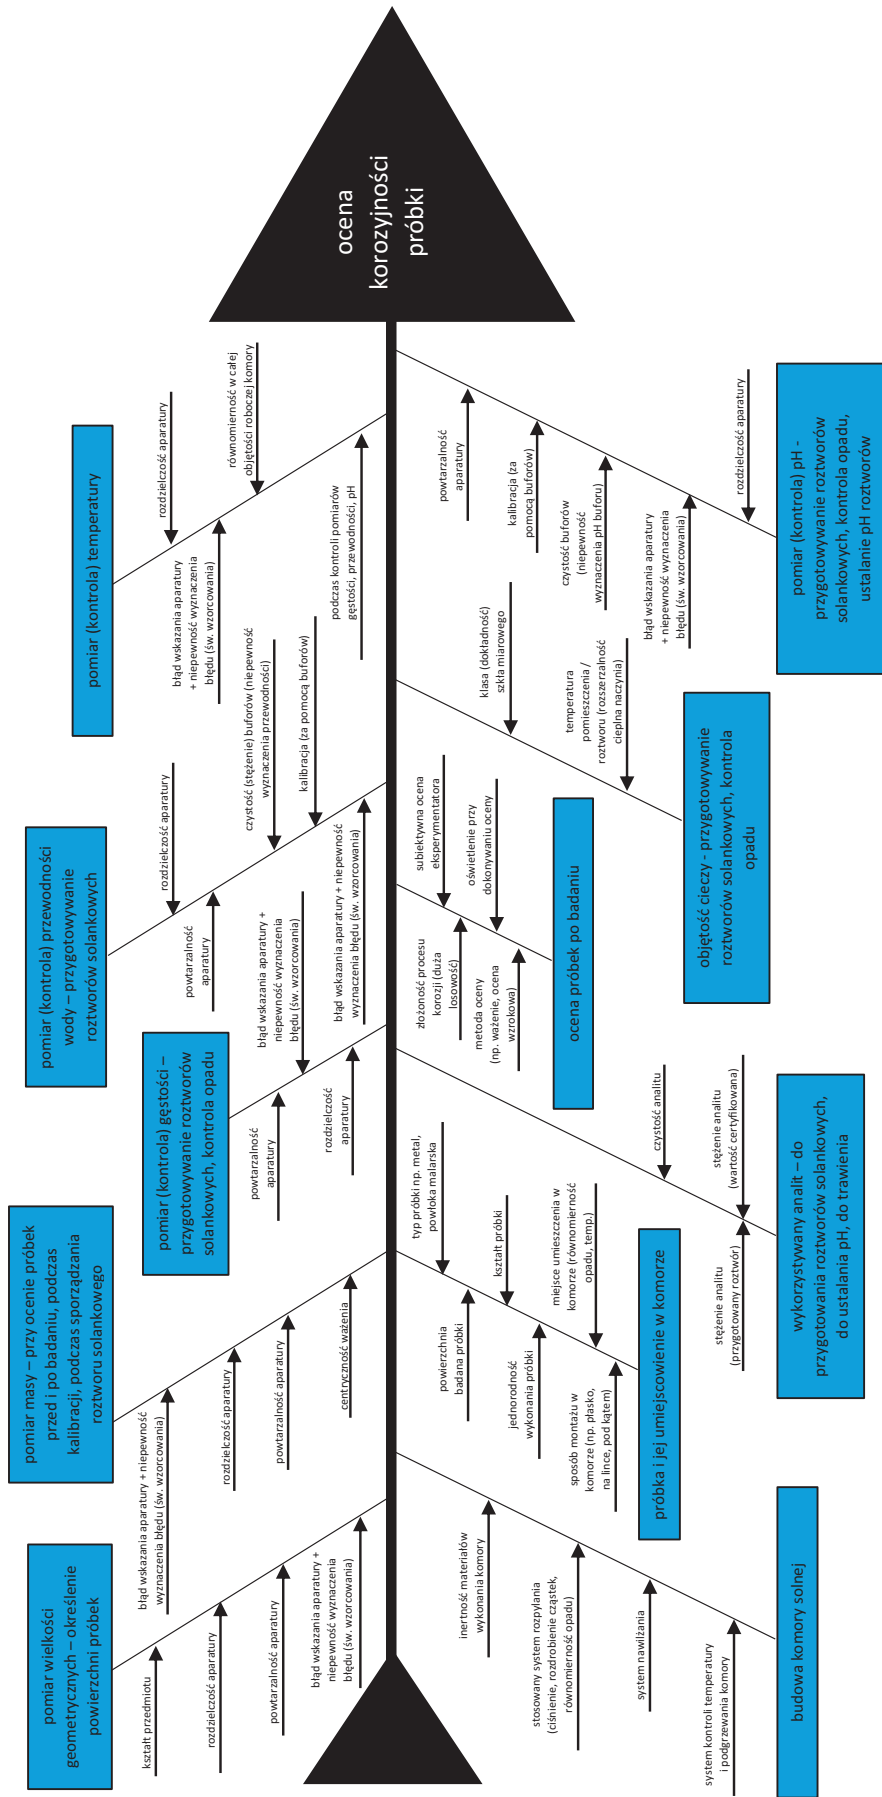 ocena
korozyjności
próbki
pomiar wielkości
geometrycznych – określenie
powierzchni próbek
kształt przedmiotu
rozdzielczość aparatury
powtarzalność aparatury
błąd wskazania aparatury +
niepewność wyznaczenia
błędu (św. wzorcowania)
pomiar masy – przy ocenie próbek
przed i po badaniu, podczas
kalibracji, podczas sporządzania
roztworu solankowego
błąd wskazania aparatury + niepewność
wyznaczenia błędu (św. wzorcowania)
rozdzielczość aparatury
powtarzalność aparatury
centryczność ważenia
pomiar (kontrola) gęstości –
przygotowywanie roztworów
solankowych, kontrola opadu
powtarzalność
aparatury
rozdzielczość
aparatury
błąd wskazania aparatury +
niepewność wyznaczenia
błędu (św. wzorcowania)
pomiar (kontrola) przewodności
wody – przygotowywanie
roztworów solankowych
rozdzielczość aparatury
powtarzalność
aparatury
czystość (stężenie) buforów (niepewność
wyznaczenia przewodności)
kalibracja (za pomocą buforów)
błąd wskazania aparatury + niepewność
wyznaczenia błędu (św. wzorcowania)
pomiar (kontrola) temperatury
rozdzielczość aparatury
błąd wskazania aparatury
+ niepewność wyznaczenia
błędu (św. wzorcowania)
równomierność w całej
objętości roboczej komory
podczas kontroli pomiarów
gęstości, przewodności, pH
inertność materiałów
wykonania komory
stosowany system rozpylania
(ciśnienie, rozdrobienie cząstek,
równomierność opadu)
system nawilżania
system kontroli temperatury
i podgrzewania komory
budowa komory solnej
typ próbki np. metal,
powłoka malarska
powierzchnia
badana próbki
kształt próbki
jednorodność
wykonania próbki
miejsce umieszczenia w
komorze (równomierność
opadu, temp.)
sposób montażu w
komorze (np. płasko,
na lince, pod kątem)
próbka i jej umiejscowienie w komorze
czystość analitu
stężenie analitu
(wartość certyfikowana)
stężenie analitu
(przygotowany roztwór)
wykorzystywany analit – do
przygotowania roztworów solankowych,
do ustalania pH, do trawienia
subiektywna ocena
eksperymentatora
złożoność procesu
korozji (duża
losowość)
oświetlenie przy
dokonywaniu oceny
metoda oceny
(np. ważenie, ocena
wzrokowa)
ocena próbek po badaniu
klasa (dokładność)
szkła miarowego
temperatura
pomieszczenia /
roztworu (rozszerzalność
cieplna naczynia)
objętość cieczy - przygotowywanie
roztworów solankowych, kontrola
opadu
powtarzalność
aparatury
kalibracja (za
pomocą buforów)
czystość buforów
(niepewność
wyznaczenia pH buforu)
błąd wskazania aparatury
+ niepewność wyznaczenia
błędu (św. wzorcowania)
rozdzielczość aparatury
pomiar (kontrola) pH -
przygotowywanie roztworów
solankowych, kontrola opadu,
ustalanie pH roztworów